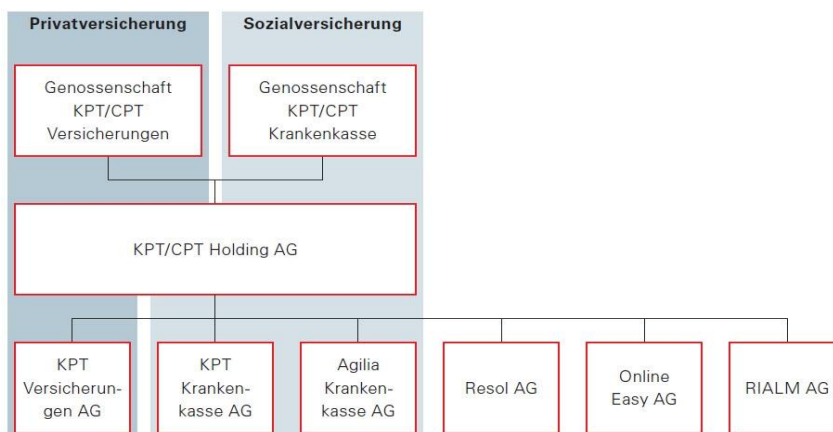 Privatversicherung
Sozialversicherung
Genossenschaft
KPT/CPT
Versicherungen
Genossenschaft
KPT/CPT
Krankenkasse
KPT/CPT Holding AG
KPT
Versicherun-
gen AG
KPT
Kranken-
kasse AG
Agilia
Kranken-
kasse AG
Resol AG
Online
Easy AG
RIALM AG